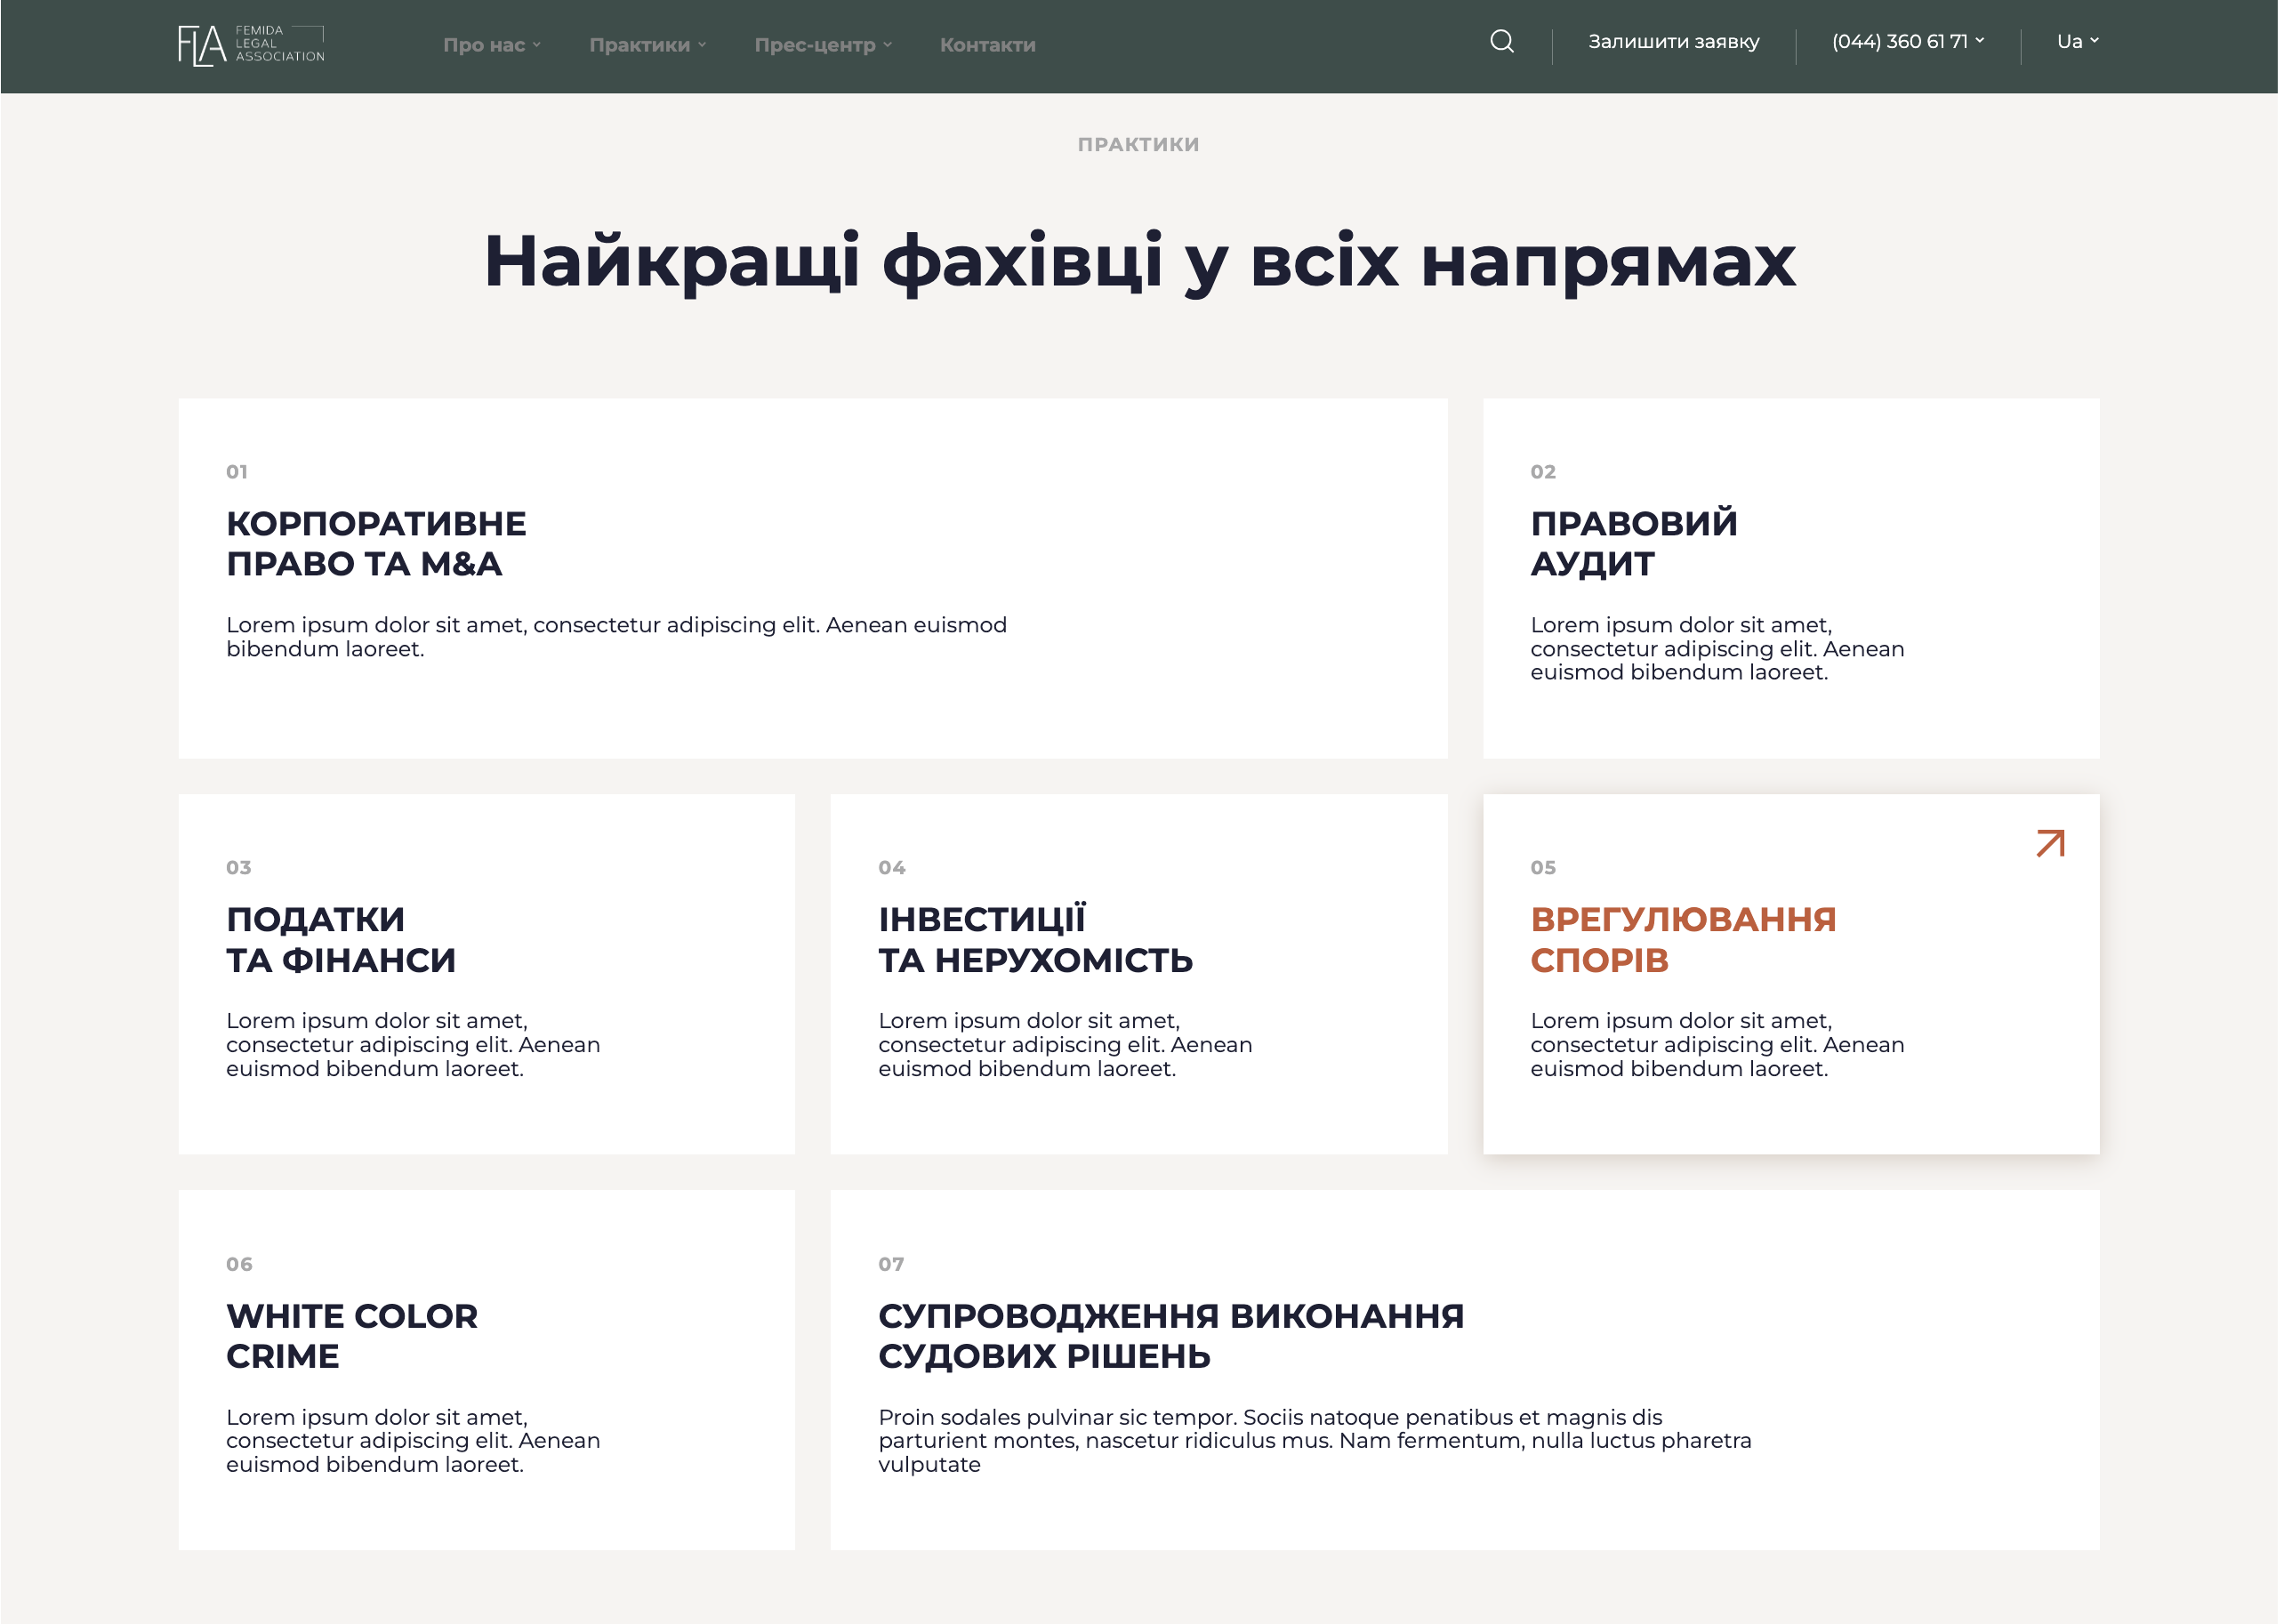 FLA
FEMIDA
LEGAL
ASSOCIATION
Про нас
Практики
Прес-центр
Контакти
Залишити заявку
(044) 360 61 71
Ua
ПРАКТИКИ
Найкращі фахівці у всіх напрямах
01
КОРПОРАТИВНЕ
ПРАВО ТА M&A
Lorem ipsum dolor sit amet, consectetur adipiscing elit. Aenean euismod
bibendum laoreet.
02
ПРАВОВИЙ
АУДИТ
Lorem ipsum dolor sit amet,
consectetur adipiscing elit. Aenean
euismod bibendum laoreet.
03
ПОДАТКИ
ТА ФІНАНСИ
Lorem ipsum dolor sit amet,
consectetur adipiscing elit. Aenean
euismod bibendum laoreet.
04
ІНВЕСТИЦІЇ
ТА НЕРУХОМІСТЬ
Lorem ipsum dolor sit amet,
consectetur adipiscing elit. Aenean
euismod bibendum laoreet.
05
ВРЕГУЛЮВАННЯ
СПОРІВ
Lorem ipsum dolor sit amet,
consectetur adipiscing elit. Aenean
euismod bibendum laoreet.
06
WHITE COLOR
CRIME
Lorem ipsum dolor sit amet,
consectetur adipiscing elit. Aenean
euismod bibendum laoreet.
07
СУПРОВОДЖЕННЯ ВИКОНАННЯ
СУДОВИХ РІШЕНЬ
Proin sodales pulvinar sic tempor. Sociis natoque penatibus et magnis dis
parturient montes, nascetur ridiculus mus. Nam fermentum, nulla luctus pharetra
vulputate